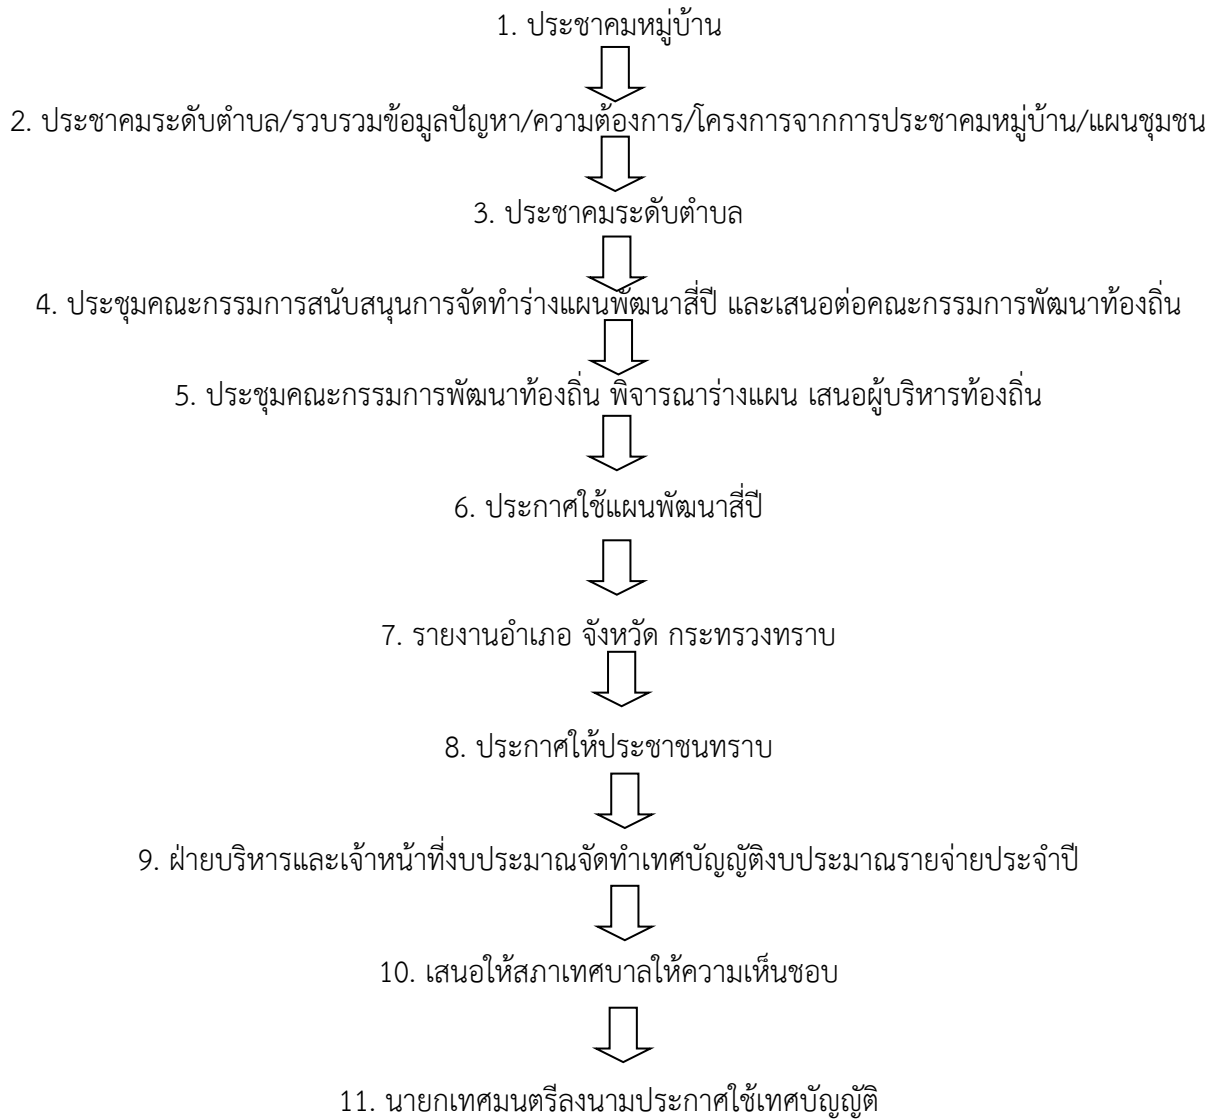 1. ประชาคมหมู่บ้าน
2. ประชาคมระดับตำบล/รวบรวมข้อมูลปัญหา/ความต้องการ/โครงการจากการประชาคมหมู่บ้าน/แผนชุมชน
3. ประชาคมระดับตำบล
4. ประชุมคณะกรรมการสนับสนุนการจัดทำร่างแผนพัฒนาสี่ปี และเสนอต่อคณะกรรมการพัฒนาท้องถิ่น
5. ประชุมคณะกรรมการพัฒนาท้องถิ่น พิจารณาร่างแผน เสนอผู้บริหารท้องถิ่น
6. ประกาศใช้แผนพัฒนาสี่ปี
7. รายงานอำเภอ จังหวัด กระทรวงทราบ
8. ประกาศให้ประชาชนทราบ
9. ฝ่ายบริหารและเจ้าหน้าที่งบประมาณจัดทำเทศบัญญัติงบประมาณรายจ่ายประจำปี
10. เสนอให้สภาเทศบาลให้ความเห็นชอบ
11. นายกเทศมนตรีลงนามประกาศใช้เทศบัญญัติ